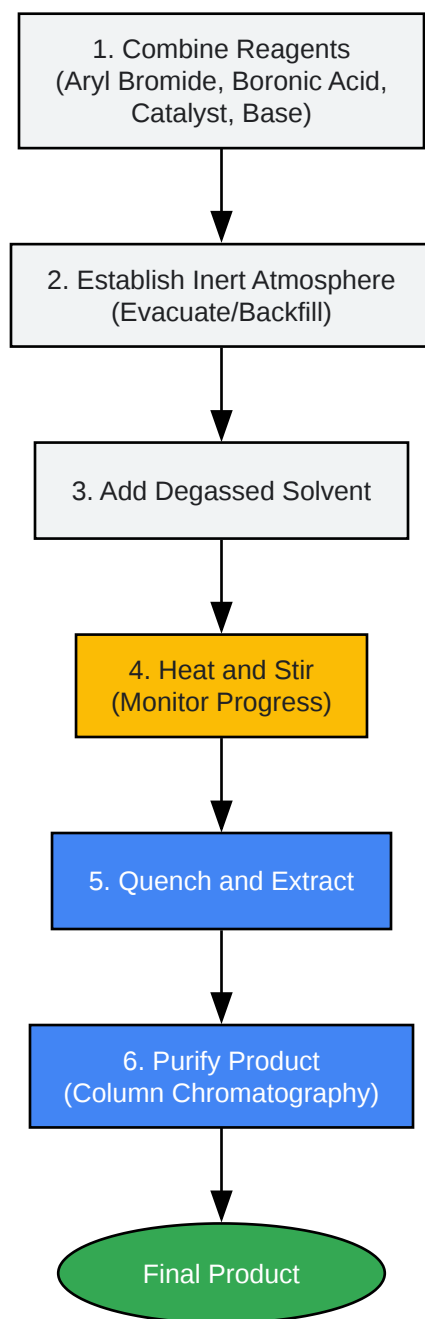 1. Combine Reagents
(Aryl Bromide, Boronic Acid,
Catalyst, Base)
2. Establish Inert Atmosphere
(Evacuate/Backfill)
3. Add Degassed Solvent
4. Heat and Stir
(Monitor Progress)
5. Quench and Extract
6. Purify Product
(Column Chromatography)
Final Product